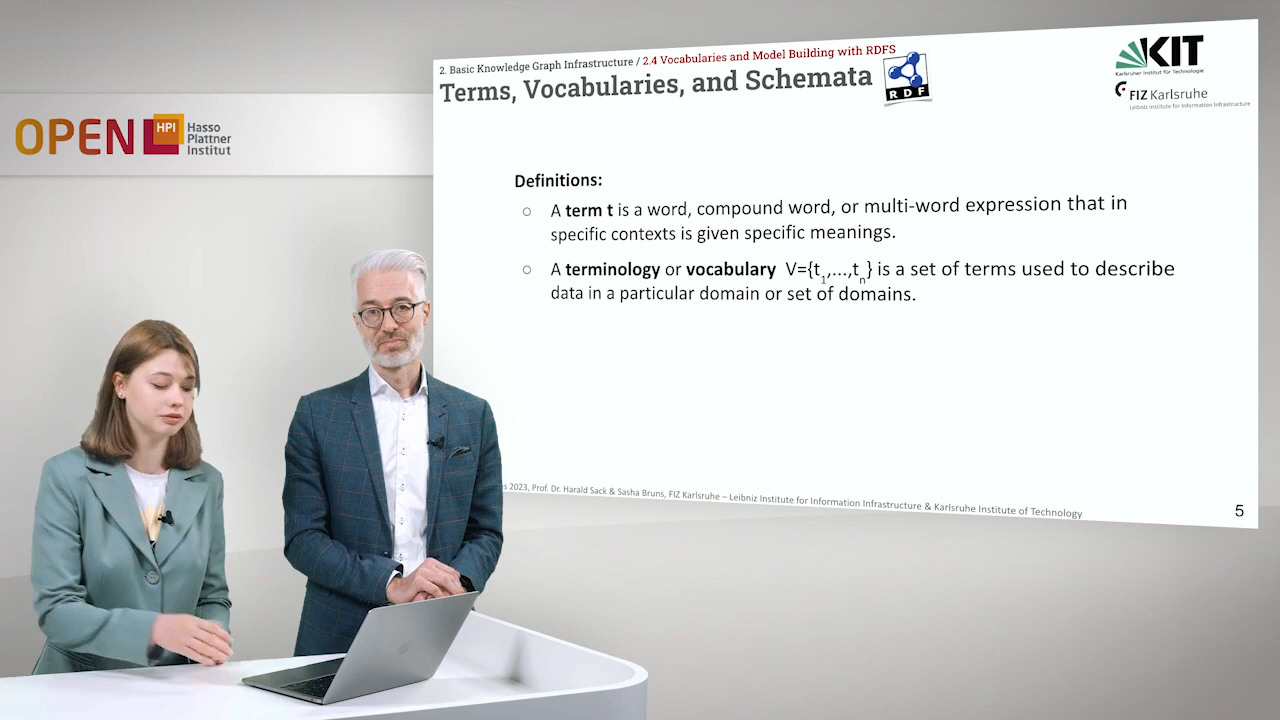 OPEN HPI Hasso
Plattner
Institut
2. Basic Knowledge Graph Infrastructure / 2.4 Vocabularies and Model Building with RDFS
Terms, Vocabularies, and Schemata
RDF
KIT
Karlsruher Institut für Technologie
FIZ Karlsruhe
Leibniz Institute for Information Infrastructure
Definitions:
○ A term t is a word, compound word, or multi-word expression that in
specific contexts is given specific meanings.
○ A terminology or vocabulary V={t1,...,tn} is a set of terms used to describe
data in a particular domain or set of domains.
2023, Prof. Dr. Harald Sack & Sasha Bruns, FIZ Karlsruhe – Leibniz Institute for Information Infrastructure & Karlsruhe Institute of Technology
5